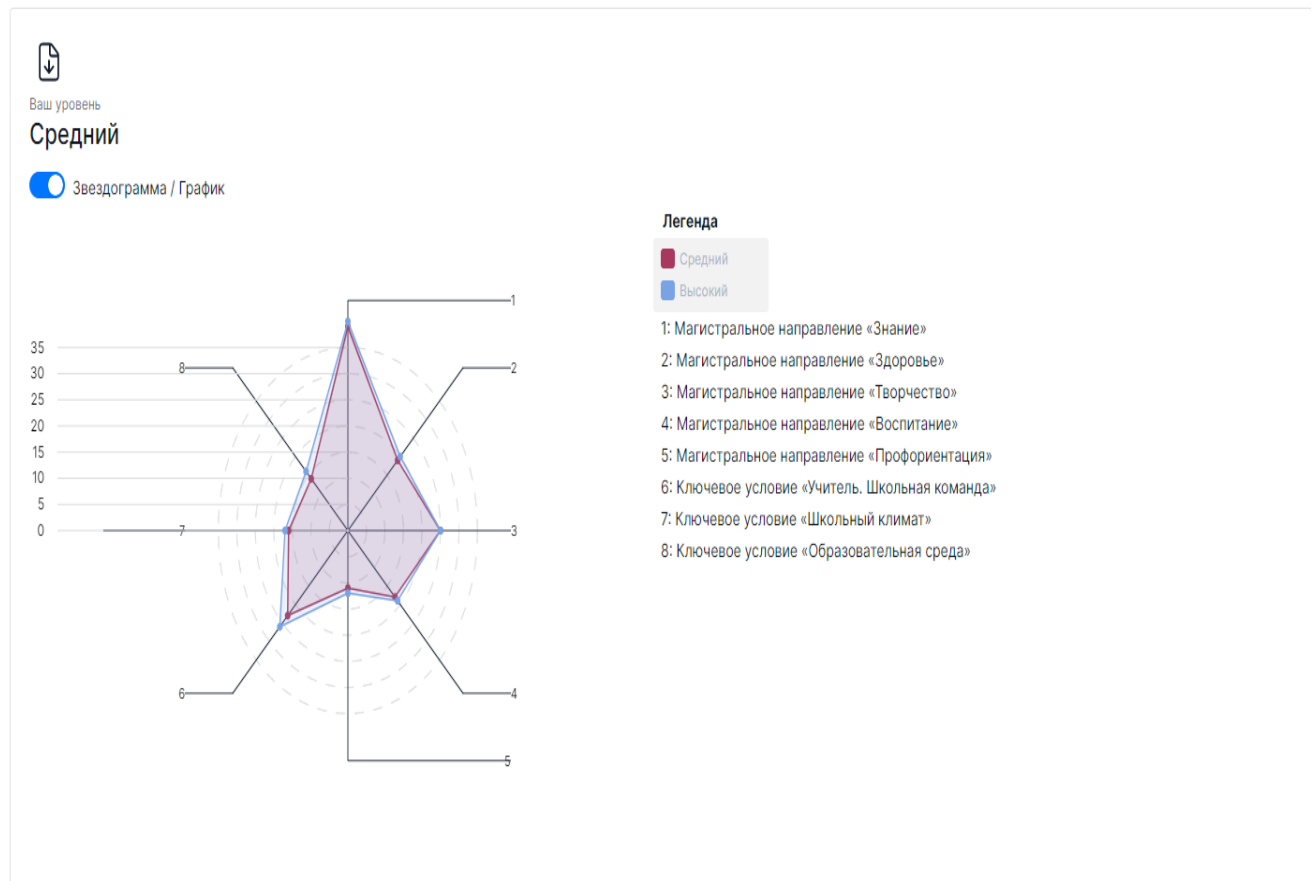 Ваш уровень
Средний
Звездограмма / График
Легенда
Средний
Высокий
1: Магистральное направление «Знание»
2: Магистральное направление «Здоровье»
3: Магистральное направление «Творчество»
4: Магистральное направление «Воспитание»
5: Магистральное направление «Профориентация»
6: Ключевое условие «Учитель. Школьная команда»
7: Ключевое условие «Школьный климат»
8: Ключевое условие «Образовательная среда»
1
2
3
4
5
6
7
8
35
30
25
20
15
10
5
0